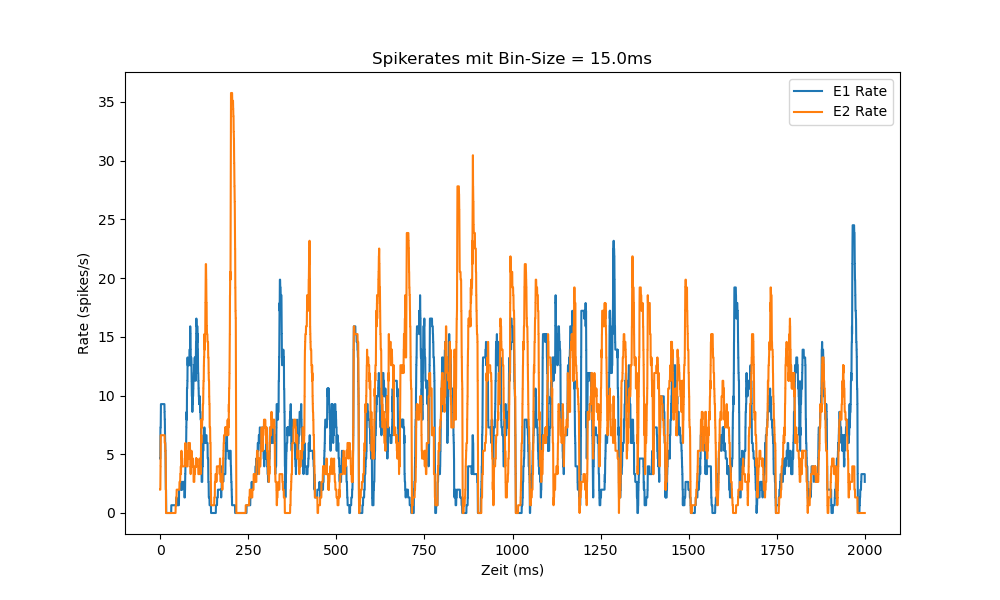 Spikerates mit Bin-Size = 15.0ms
E1 Rate
E2 Rate
Rate (spikes/s)
35
30
25
20
15
10
5
0
0 250 500 750 1000 1250 1500 1750 2000
Zeit (ms)